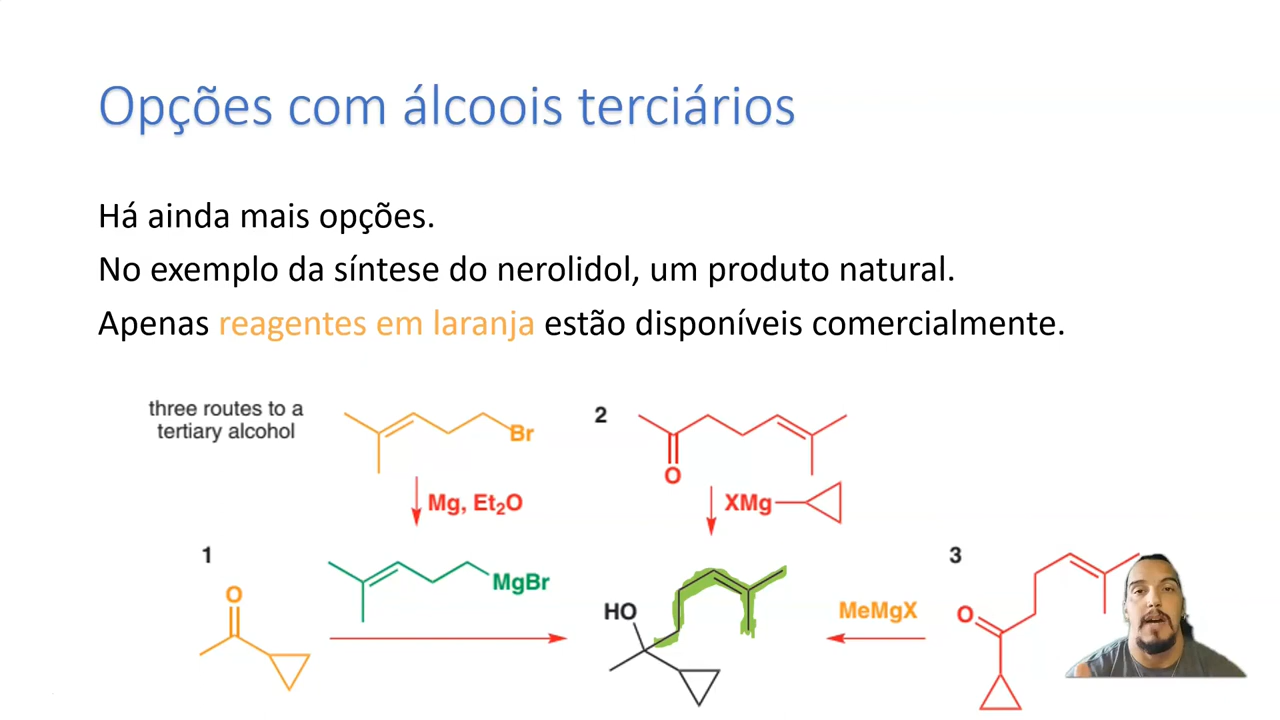 Opções com álcoois terciários
Há ainda mais opções.
No exemplo da síntese do nerolidol, um produto natural.
Apenas reagentes em laranja estão disponíveis comercialmente.
three routes to a
tertiary alcohol
Br
2
O
Mg, Et₂O
XMg
1
3
O
MgBr
HO
MeMgX
O